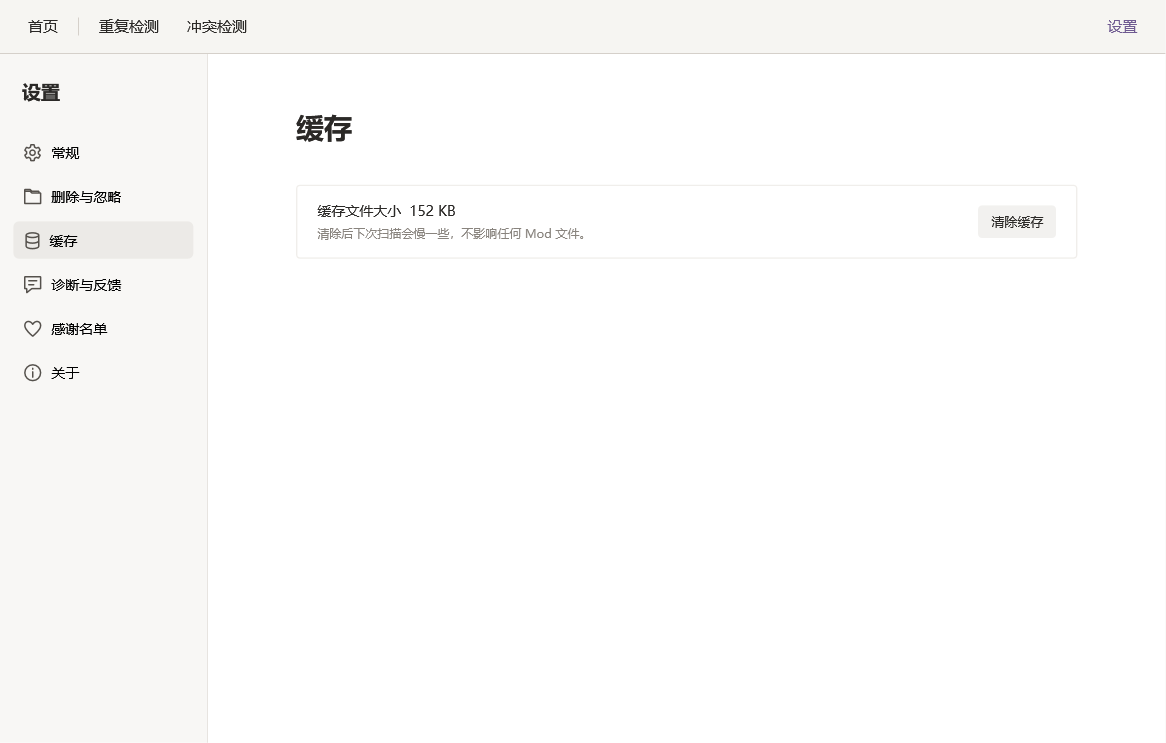 首页 重复检测 冲突检测 设置
设置
常规
删除与忽略
缓存
诊断与反馈
感谢名单
关于
缓存
缓存文件大小 152 KB
清除后下次扫描会慢一些，不影响任何 Mod 文件。
清除缓存